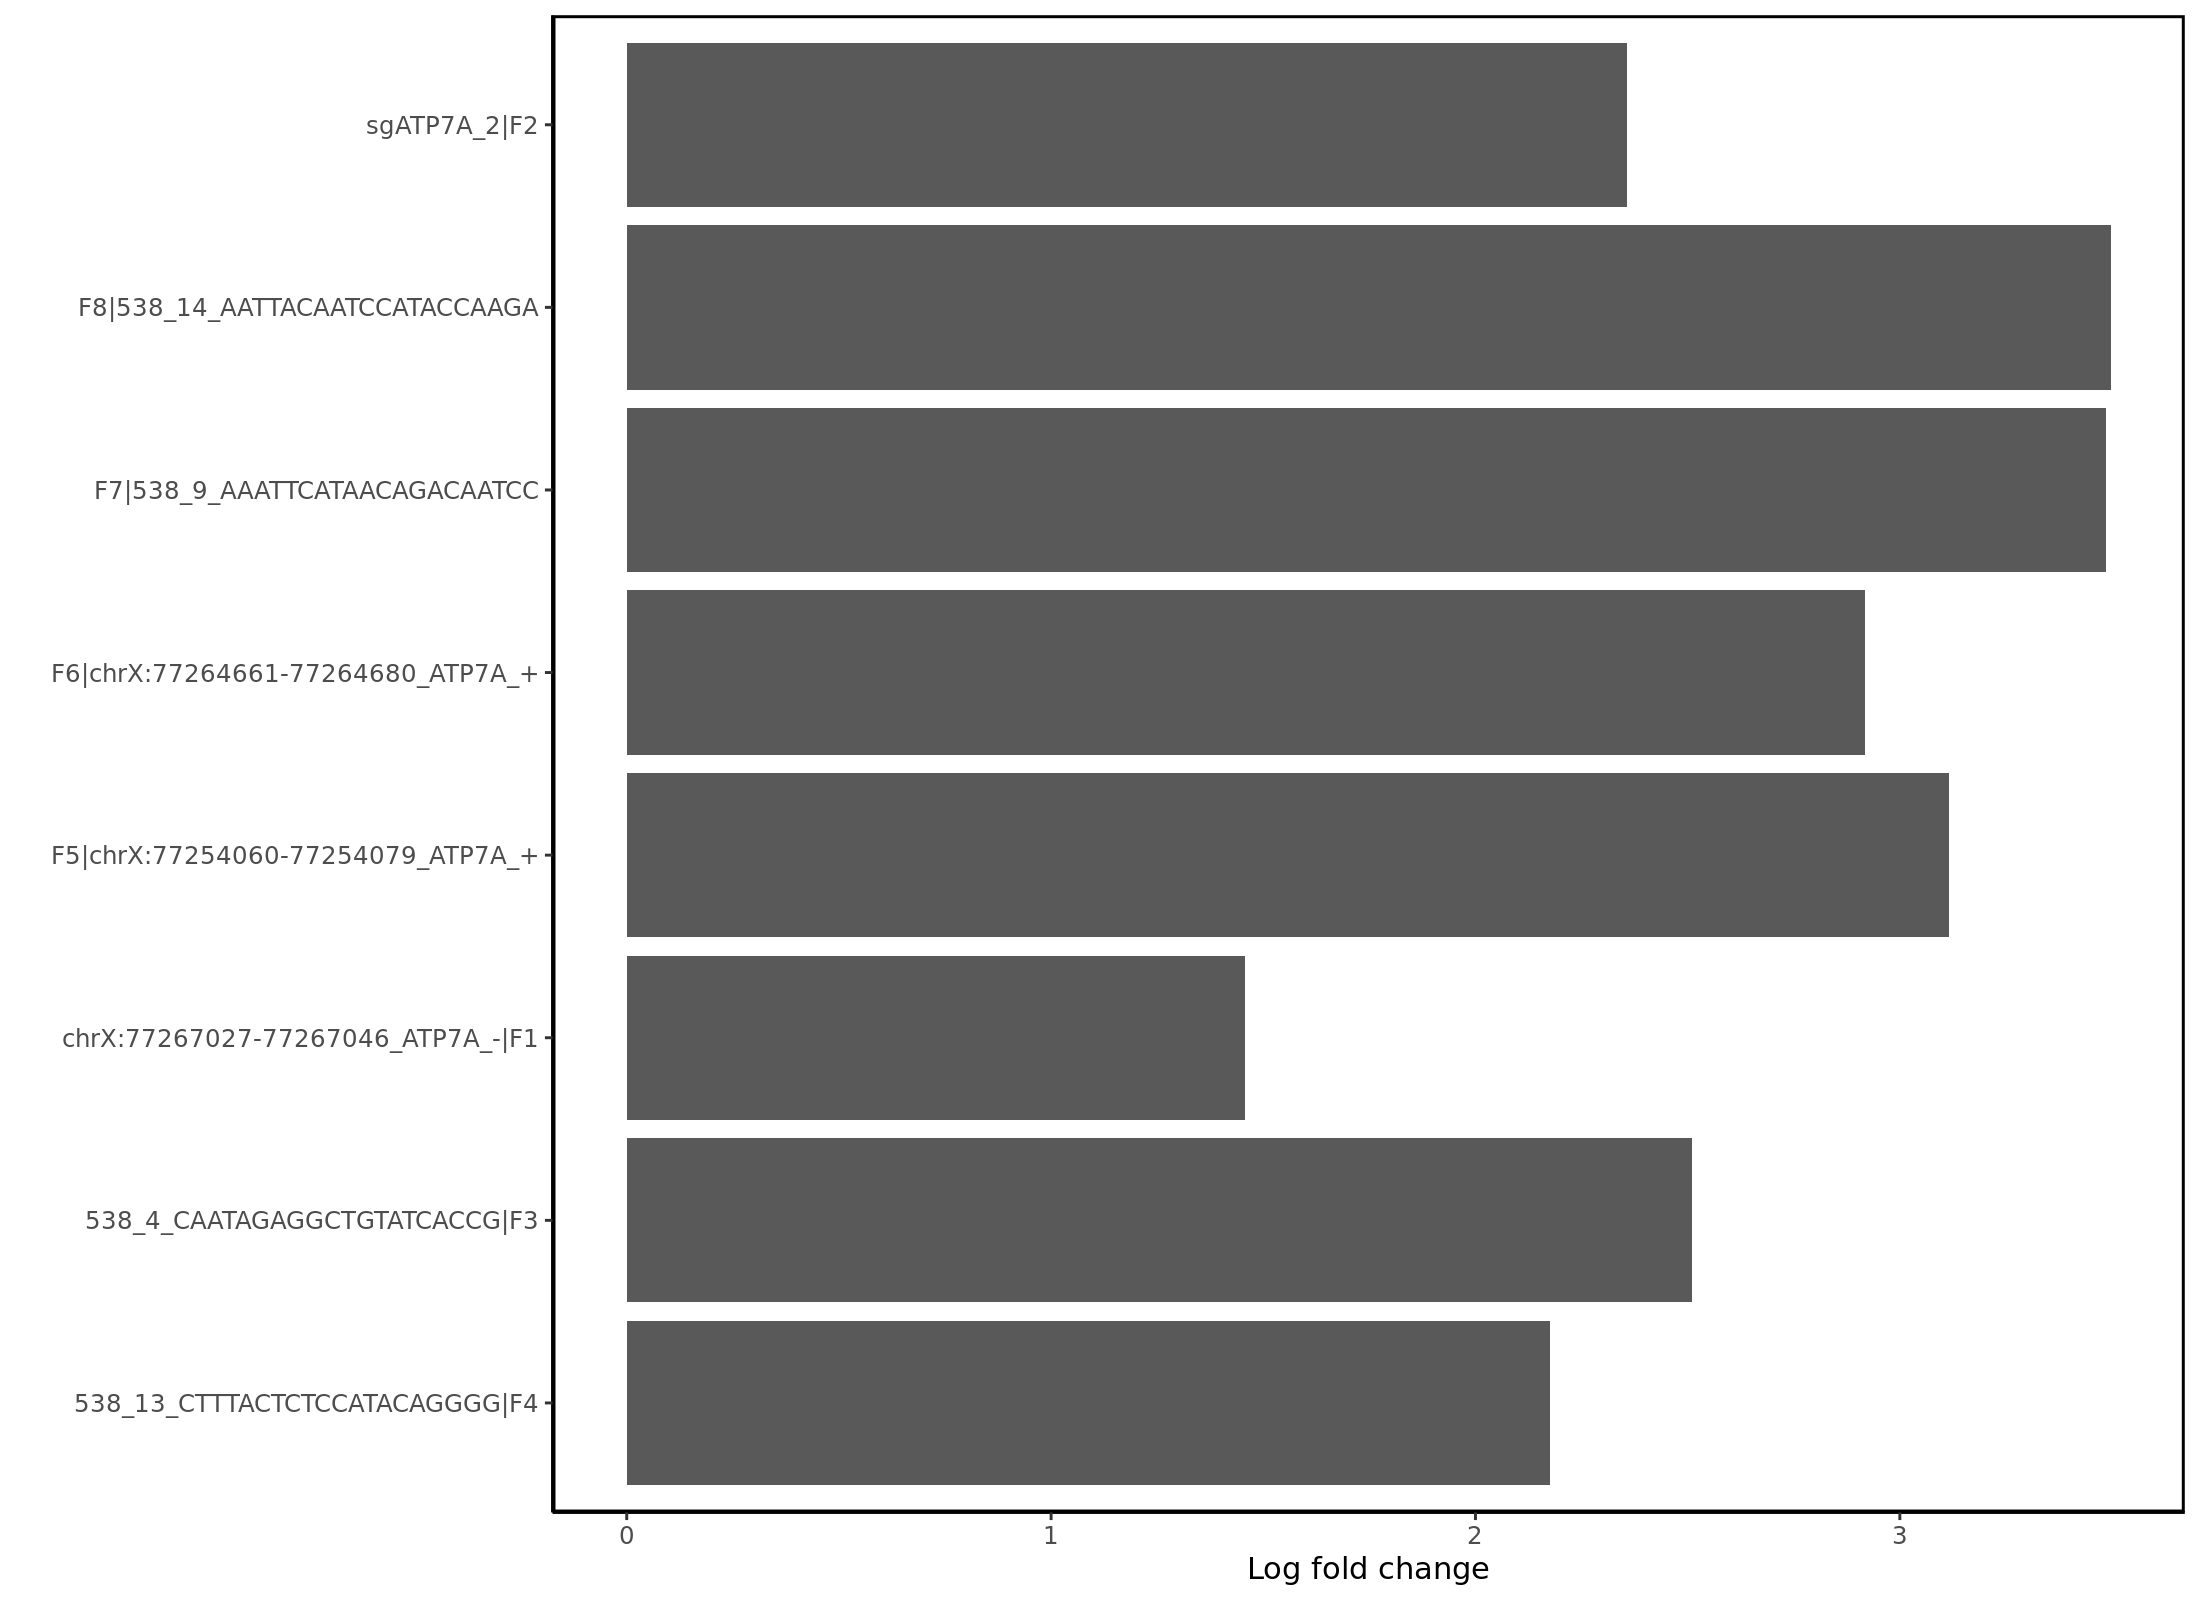 sgATP7A_2|F2
F8|538_14_AATTACAATCCATACCAAGA
F7|538_9_AAATTCATAACAGACAATCC
F6|chrX:77264661-77264680_ATP7A_+
F5|chrX:77254060-77254079_ATP7A_+
chrX:77267027-77267046_ATP7A_-|F1
538_4_CAATAGAGGCTGTATCACCG|F3
538_13_CTTTACTCTCCATACAGGGG|F4
0 1 2 3
Log fold change